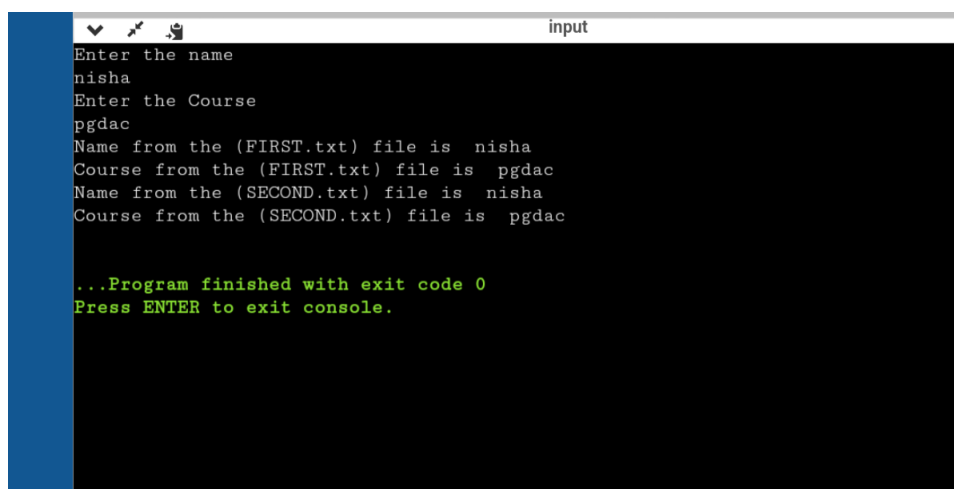 input
Enter the name
nisha
Enter the Course
pgdac
Name from the (FIRST.txt) file is  nisha
Course from the (FIRST.txt) file is  pgdac
Name from the (SECOND.txt) file is  nisha
Course from the (SECOND.txt) file is  pgdac
...Program finished with exit code 0
Press ENTER to exit console.